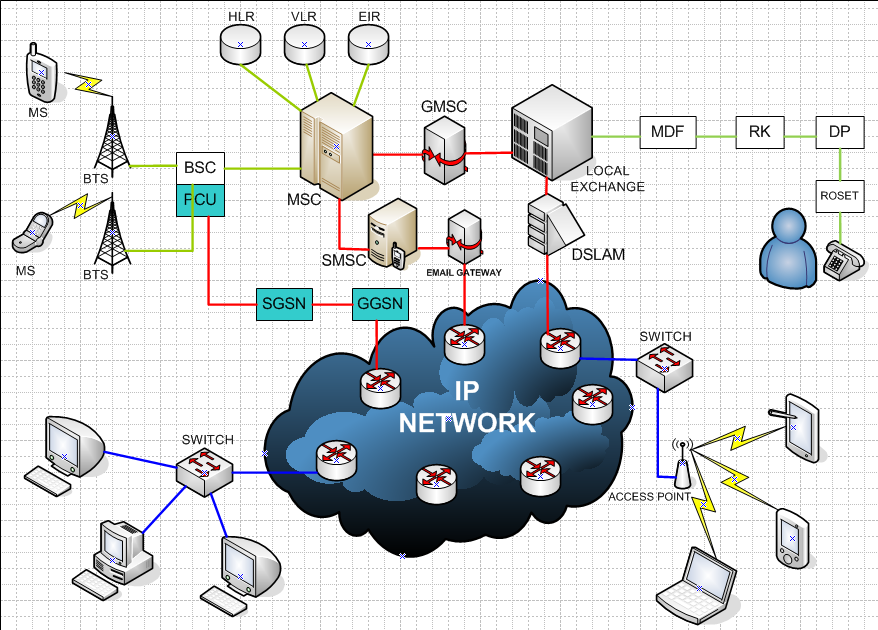 HLR
VLR
EIR
MS
BTS
BSC
PCU
MSC
GMSC
LOCAL
EXCHANGE
MDF
RK
DP
ROSET
MS
BTS
SMSC
EMAIL GATEWAY
DSLAM
SGSN
GGSN
IP
NETWORK
SWITCH
SWITCH
ACCESS POINT